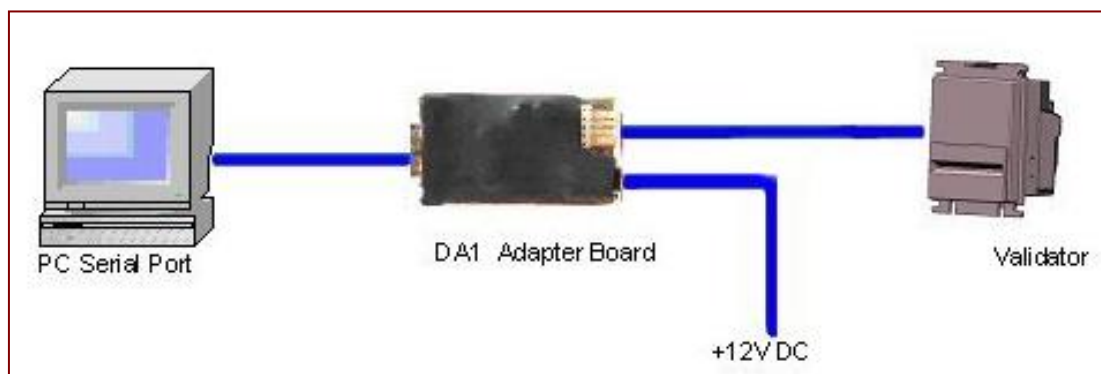 PC Serial Port
DA1 Adapter Board
Validator
+12V DC